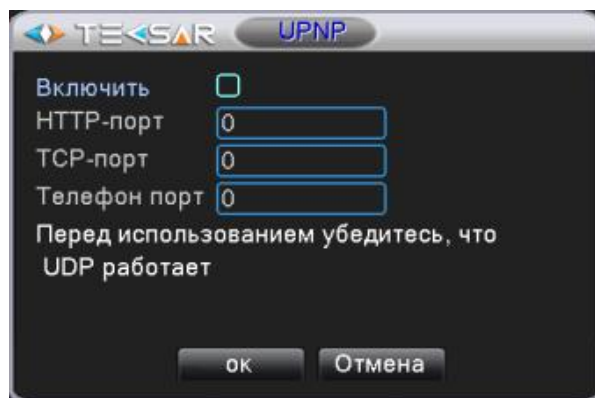 TEKSAR UPNP
Включить
HTTP-порт 0
TCP-порт 0
Телефон порт 0
Перед использованием убедитесь, что
UDP работает
ок Отмена